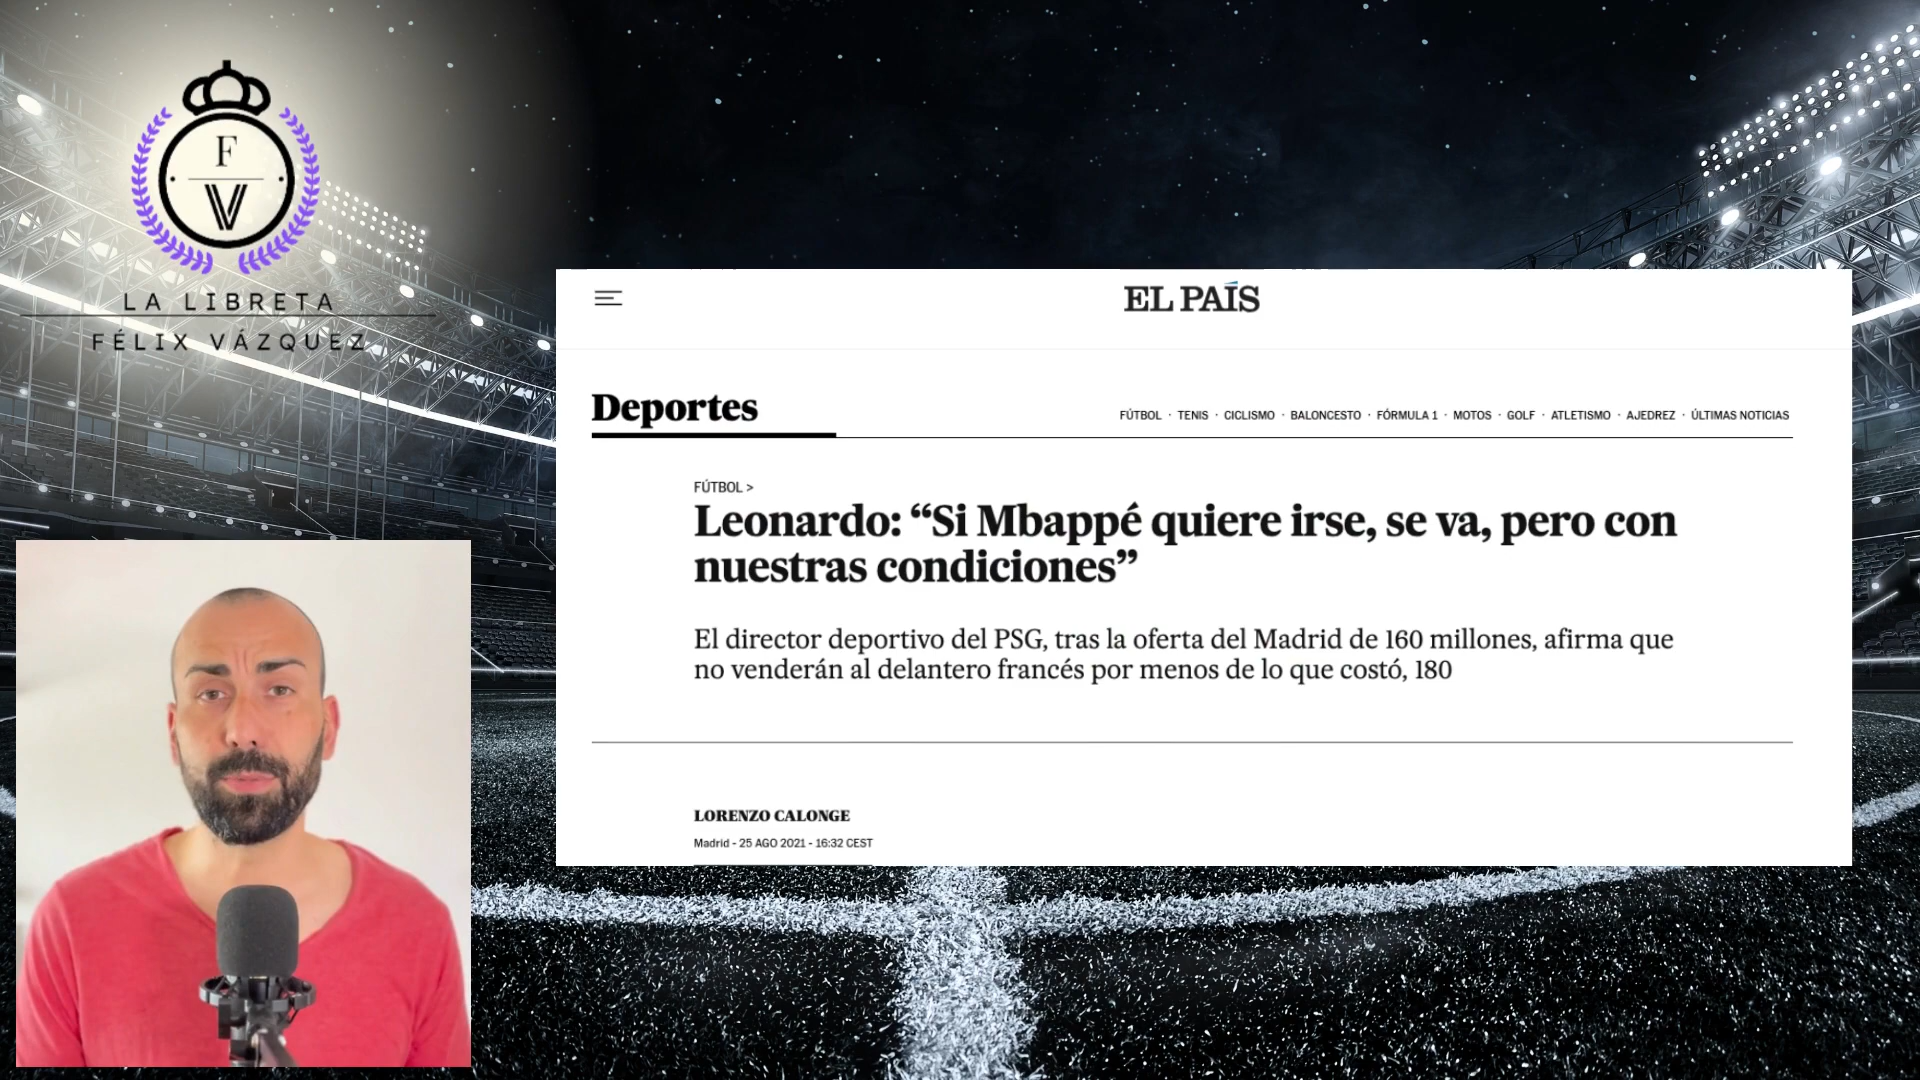 F
V
LA LIBRETA
FÉLIX VÁZQUEZ
EL PAÍS
Deportes
FÚTBOL · TENIS · CICLISMO · BALONCESTO · FÓRMULA 1 · MOTOS · GOLF · ATLETISMO · AJEDREZ · ÚLTIMAS NOTICIAS
FÚTBOL >
Leonardo: “Si Mbappé quiere irse, se va, pero con
nuestras condiciones”
El director deportivo del PSG, tras la oferta del Madrid de 160 millones, afirma que
no venderán al delantero francés por menos de lo que costó, 180
LORENZO CALONGE
Madrid - 25 AGO 2021 - 16:32 CEST